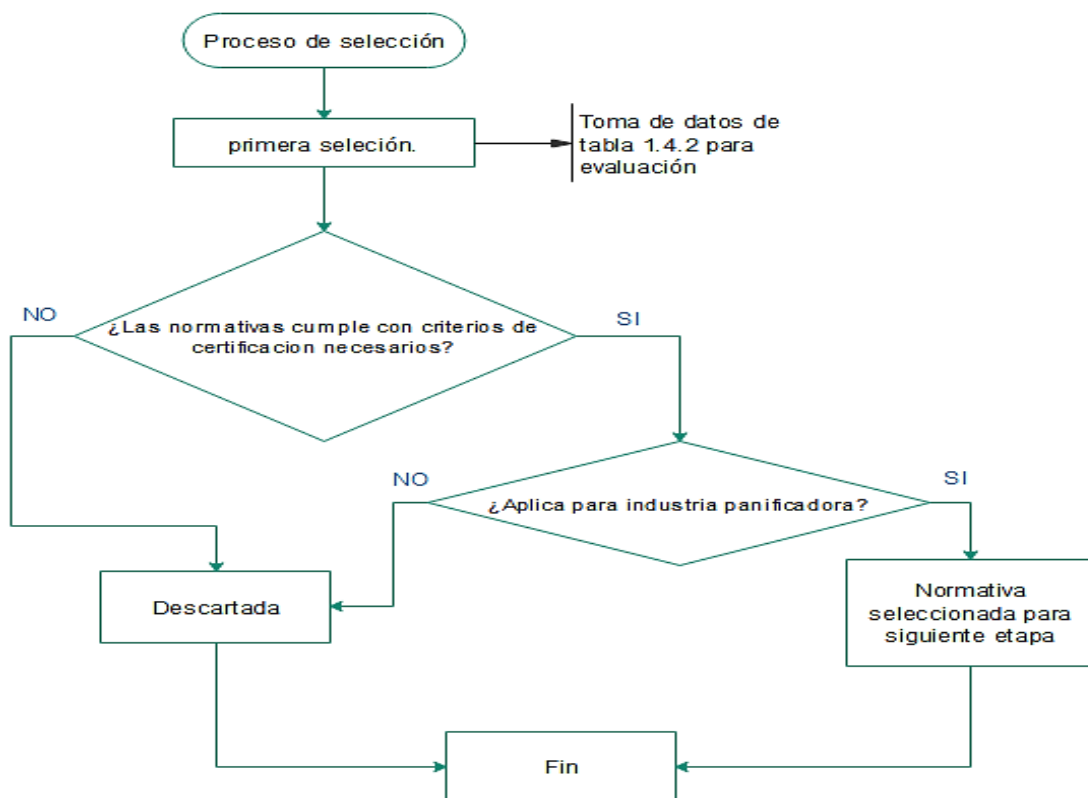 Proceso de selección
primera seleción.
Toma de datos de
tabla 1.4.2 para
evaluación
NO
¿Las normativas cumple con criterios de
certificacion necesarios?
SI
NO
¿Aplica para industria panificadora?
SI
Descartada
Normativa
seleccionada para
siguiente etapa
Fin